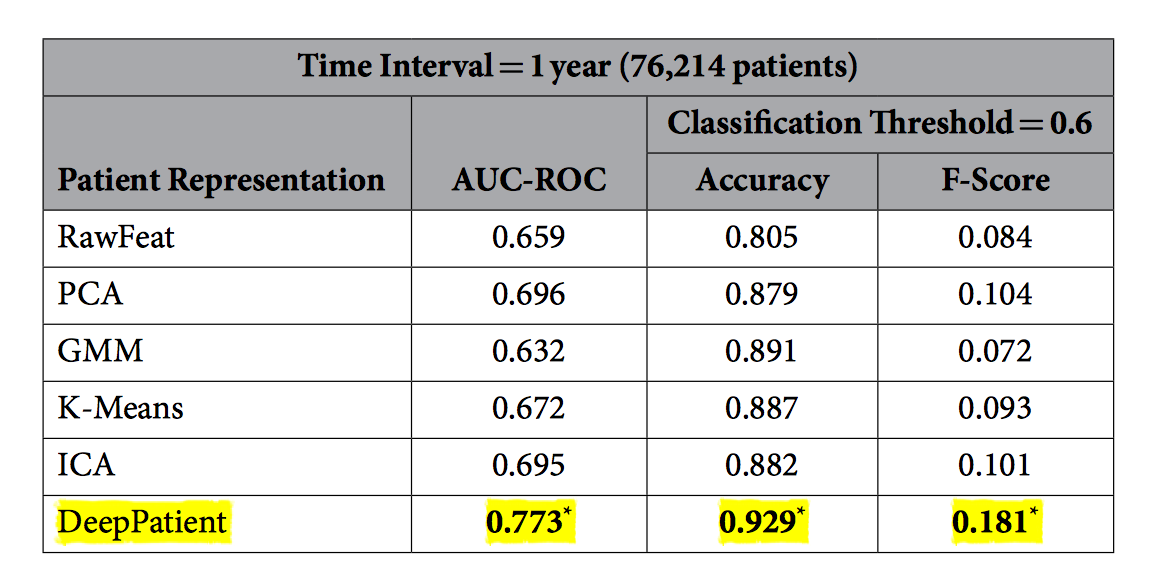 Time Interval = 1 year (76,214 patients)
Classification Threshold = 0.6
Patient Representation AUC-ROC Accuracy F-Score
RawFeat 0.659 0.805 0.084
PCA 0.696 0.879 0.104
GMM 0.632 0.891 0.072
K-Means 0.672 0.887 0.093
ICA 0.695 0.882 0.101
DeepPatient 0.773* 0.929* 0.181*